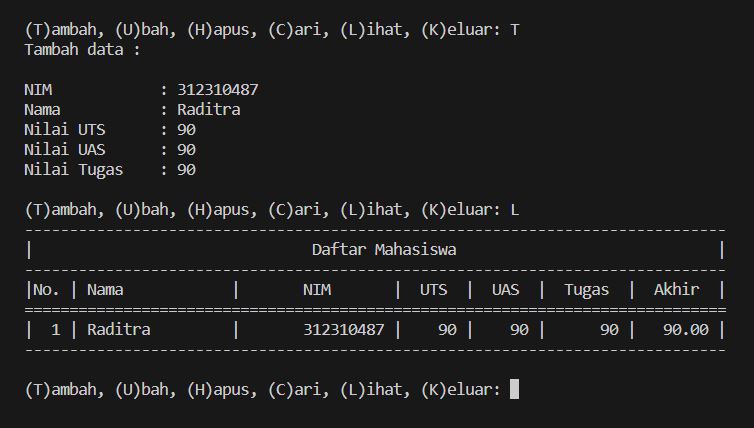 (T)ambah, (U)bah, (H)apus, (C)ari, (L)ihat, (K)eluar: T
Tambah data :
NIM            : 312310487
Nama           : Raditra
Nilai UTS      : 90
Nilai UAS      : 90
Nilai Tugas    : 90
(T)ambah, (U)bah, (H)apus, (C)ari, (L)ihat, (K)eluar: L
------------------------------------------------------------------------------
|                               Daftar Mahasiswa                             |
------------------------------------------------------------------------------
|No. | Nama            |       NIM       |  UTS  |  UAS  |  Tugas  |  Akhir  |
==============================================================================
|  1 | Raditra         |       312310487 |    90 |    90 |      90 |   90.00 |
------------------------------------------------------------------------------
(T)ambah, (U)bah, (H)apus, (C)ari, (L)ihat, (K)eluar: